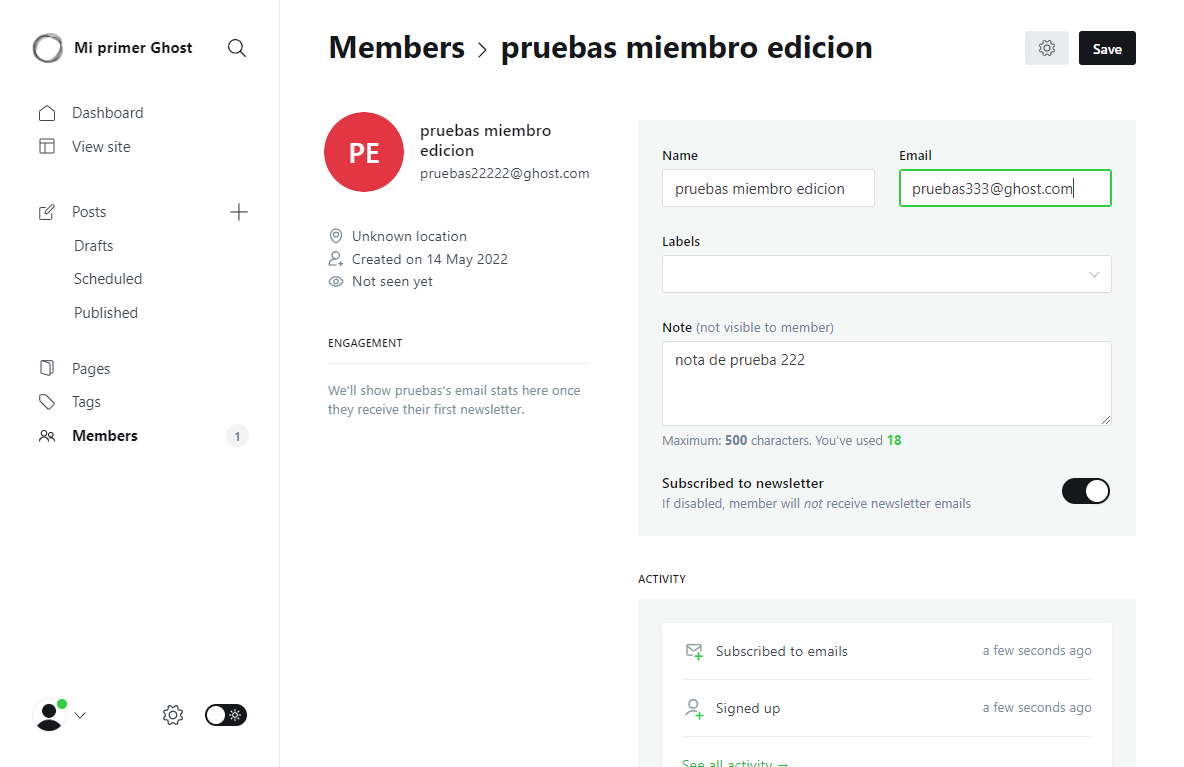 Mi primer Ghost
Dashboard
View site
Posts
Drafts
Scheduled
Published
Pages
Tags
Members
1
Members > pruebas miembro edicion
Save
PE
pruebas miembro
edicion
pruebas22222@ghost.com
Unknown location
Created on 14 May 2022
Not seen yet
ENGAGEMENT
We'll show pruebas's email stats here once
they receive their first newsletter.
Name
pruebas miembro edicion
Email
pruebas333@ghost.com
Labels
Note (not visible to member)
nota de prueba 222
Maximum: 500 characters. You've used 18
Subscribed to newsletter
If disabled, member will not receive newsletter emails
ACTIVITY
Subscribed to emails a few seconds ago
Signed up a few seconds ago
See all activity →